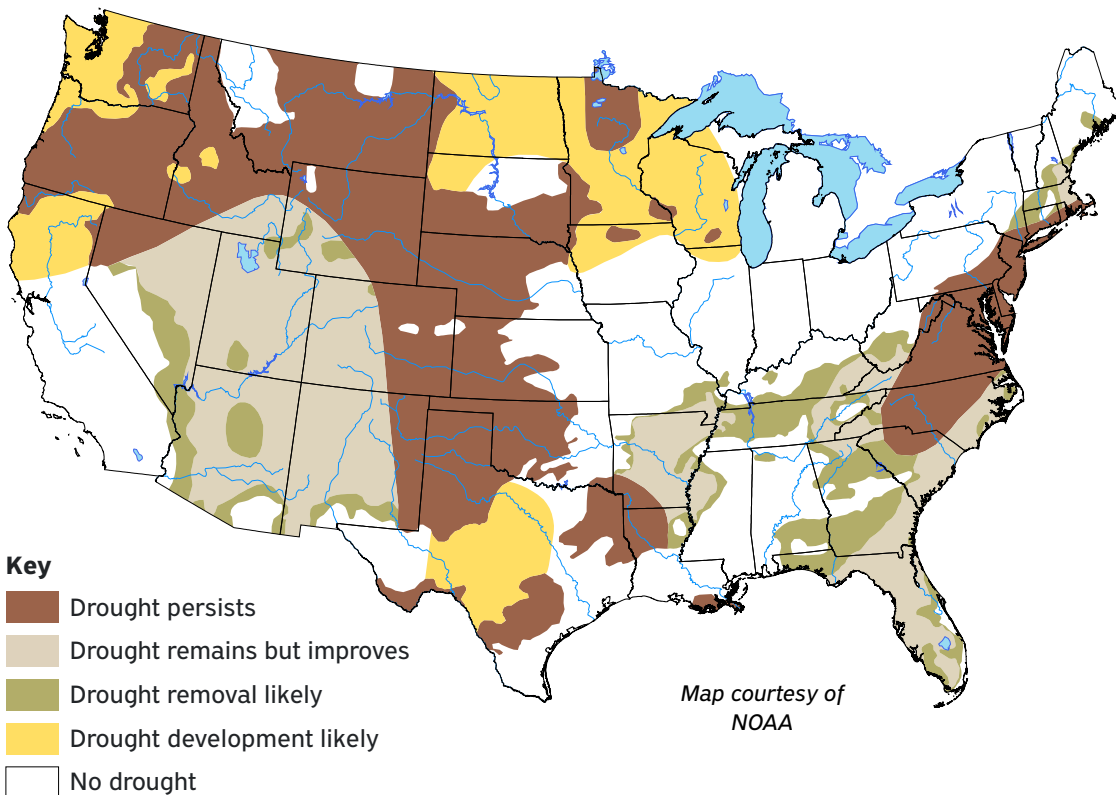 Key
Drought persists
Drought remains but improves
Drought removal likely
Drought development likely
No drought
Map courtesy of
NOAA